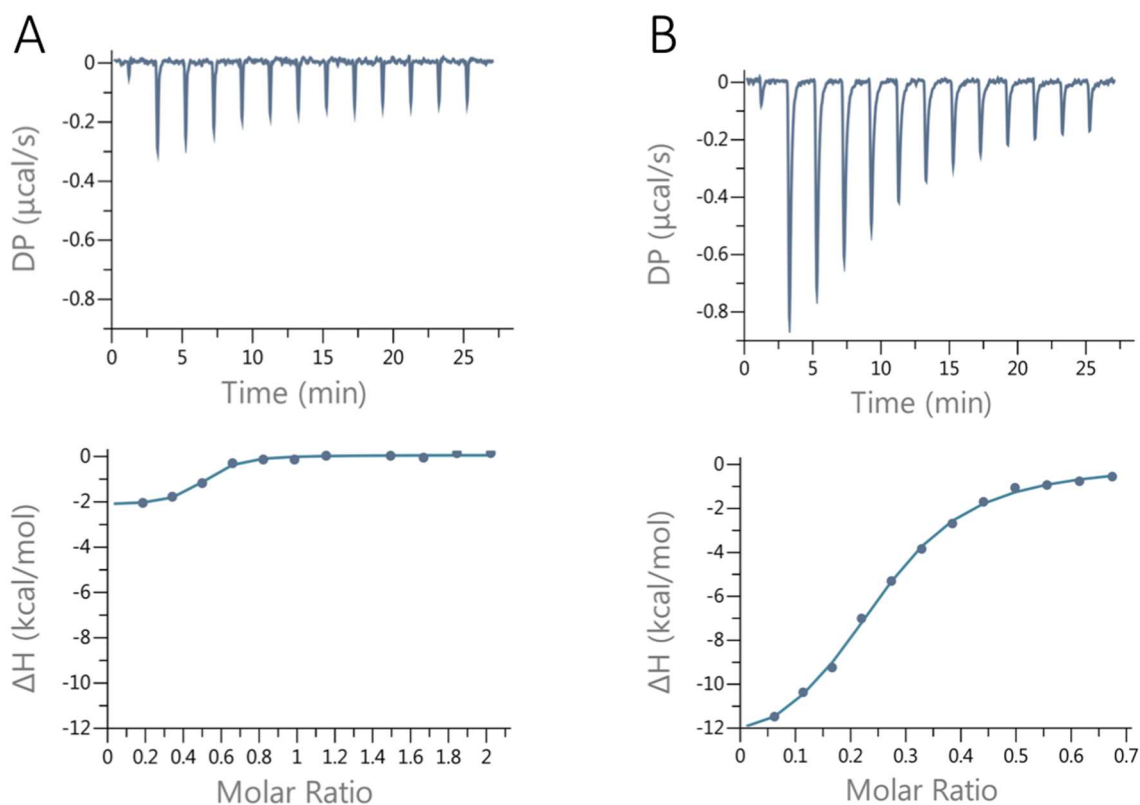 A
0
-0.2
-0.4
-0.6
-0.8
DP (µcal/s)
0 5 10 15 20 25
Time (min)
0
-2
-4
-6
-8
-10
-12
ΔH (kcal/mol)
0 0.2 0.4 0.6 0.8 1 1.2 1.4 1.6 1.8 2
Molar Ratio
B
0
-0.2
-0.4
-0.6
-0.8
DP (µcal/s)
0 5 10 15 20 25
Time (min)
0
-2
-4
-6
-8
-10
-12
ΔH (kcal/mol)
0 0.1 0.2 0.3 0.4 0.5 0.6 0.7
Molar Ratio